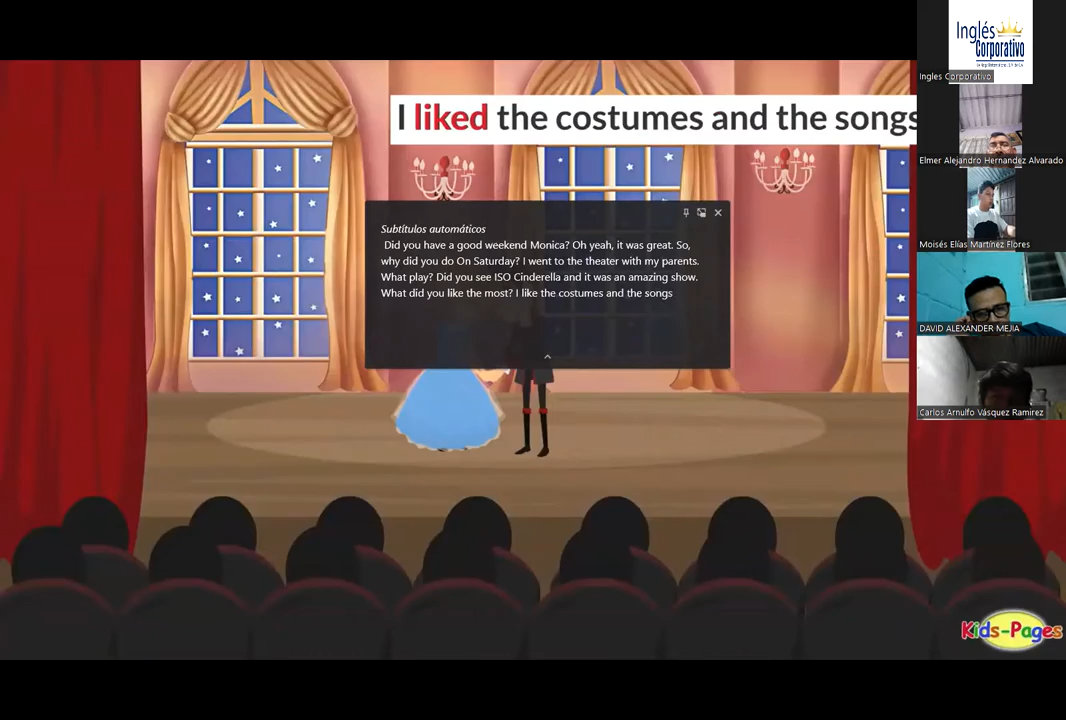 I liked the costumes and the songs
Subtítulos automáticos
Did you have a good weekend Monica? Oh yeah, it was great. So,
why did you do On Saturday? I went to the theater with my parents.
What play? Did you see ISO Cinderella and it was an amazing show.
What did you like the most? I like the costumes and the songs
Kids-Pages
Inglés
Corporativo
Ingles Corporativo
Elmer Alejandro Hernandez Alvarado
Moisés Elías Martínez Flores
DAVID ALEXANDER MEJIA
Carlos Arnulfo Vásquez Ramirez